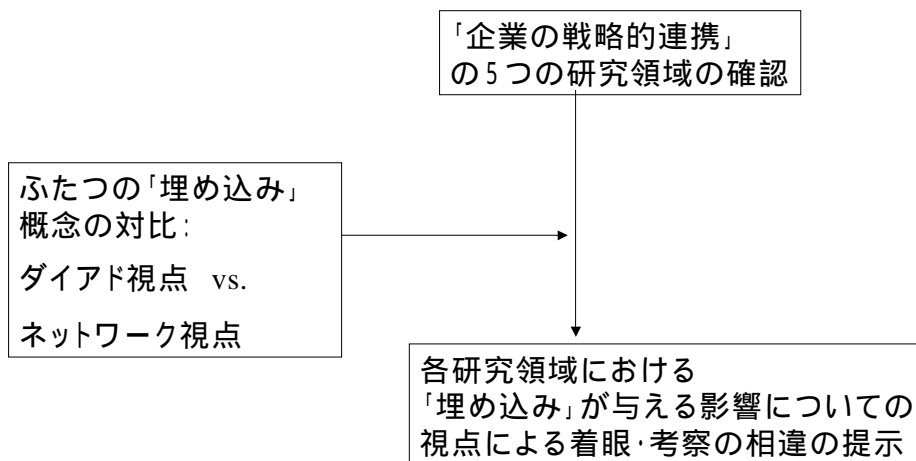 「企業の戦略的連携」
の5つの研究領域の確認
ふたつの「埋め込み」
概念の対比:
ダイアド視点 vs.
ネットワーク視点
各研究領域における
「埋め込み」が与える影響についての
視点による着眼・考察の相違の提示